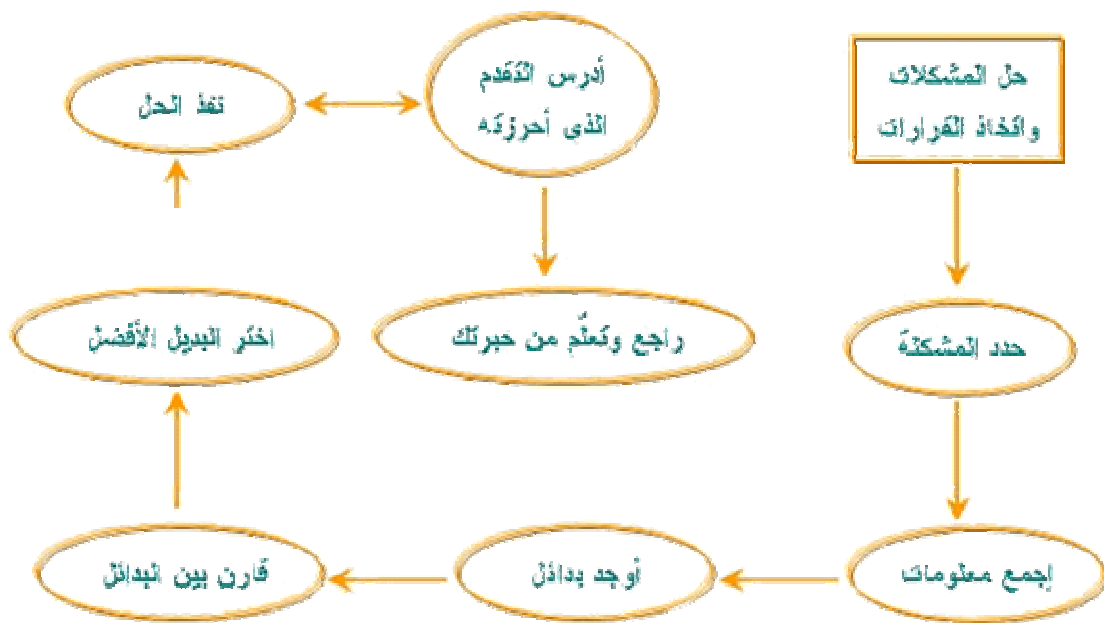 حل المشكلات
واتخاذ القرارات
حدد المشكلة
إجمع معلومات
أوجد بدائل
قارن بين البدائل
اختر البديل الأفضل
نفذ الحل
أدرس التقدم
الذي أحرزته
راجع وتعلّم من خبرتك